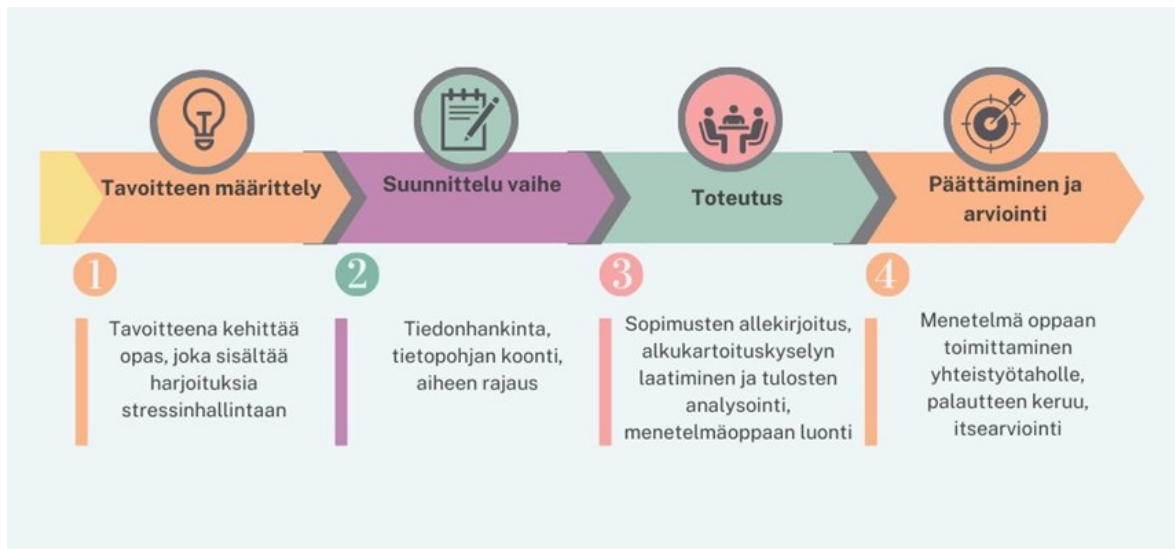 Tavoitteen määrittely
Suunnittelu vaihe
Toteutus
Päättäminen ja
arviointi
1
Tavoitteena kehittää
opas, joka sisältää
harjoituksia
stressinhallintaan
2
Tiedonhankinta,
tietopohjan koonti,
aiheen rajaus
3
Sopimusten allekirjoitus,
alkukartoituskyselyn
laatiminen ja tulosten
analysointi,
menetelmäoppaan luonti
4
Menetelmä oppaan
toimittaminen
yhteistyötaholle,
palautteen keruu,
itsearviointi